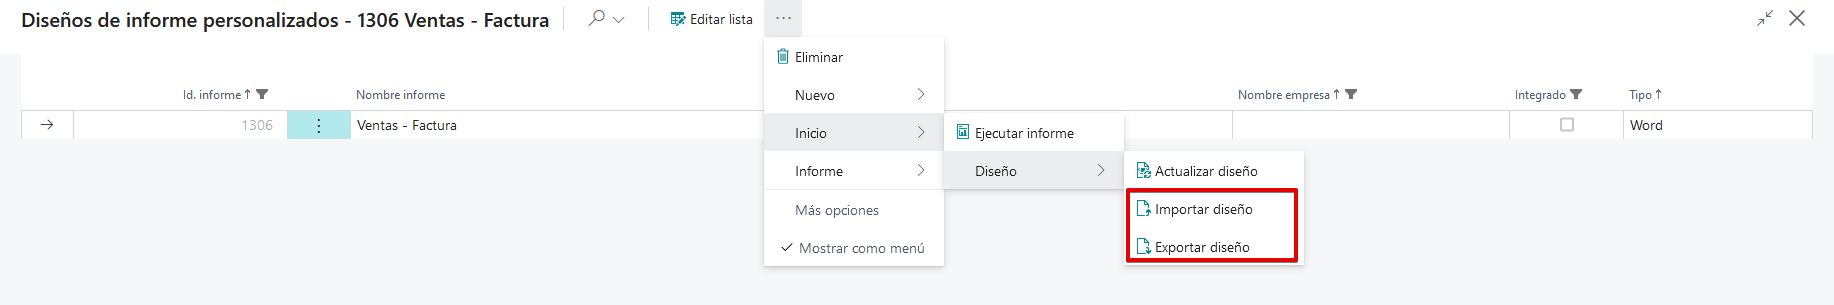 Diseños de informe personalizados - 1306 Ventas - Factura
Editar lista
Eliminar
Nuevo
Inicio
Informe
Más opciones
Mostrar como menú
Ejecutar informe
Diseño
Actualizar diseño
Importar diseño
Exportar diseño
Id. informe Nombre informe Nombre empresa Integrado Tipo
1306 Ventas - Factura Word